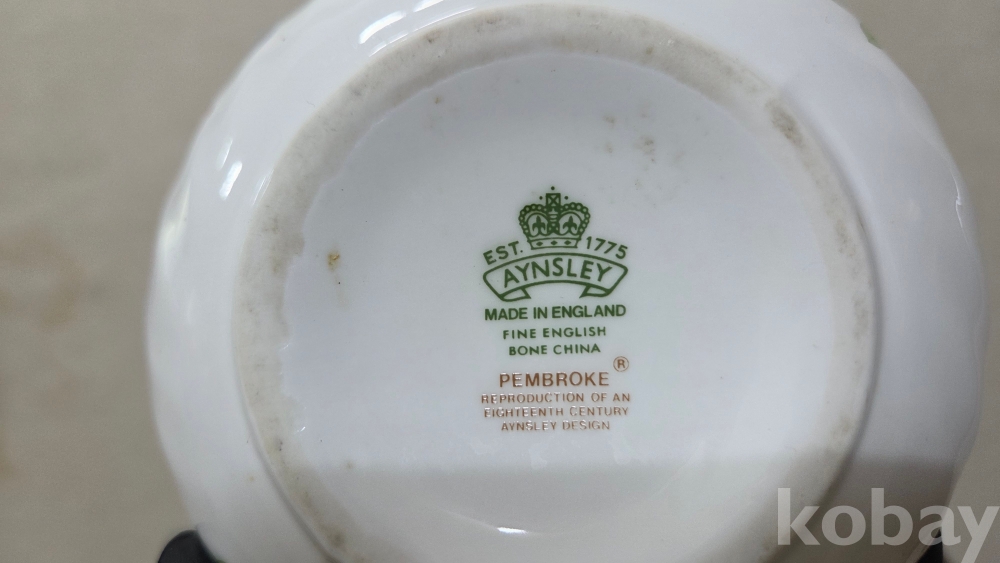 EST. 1775
AYNSLEY
MADE IN ENGLAND
FINE ENGLISH
BONE CHINA
PEMBROKE ®
REPRODUCTION OF AN
EIGHTEENTH CENTURY
AYNSLEY DESIGN
kobay